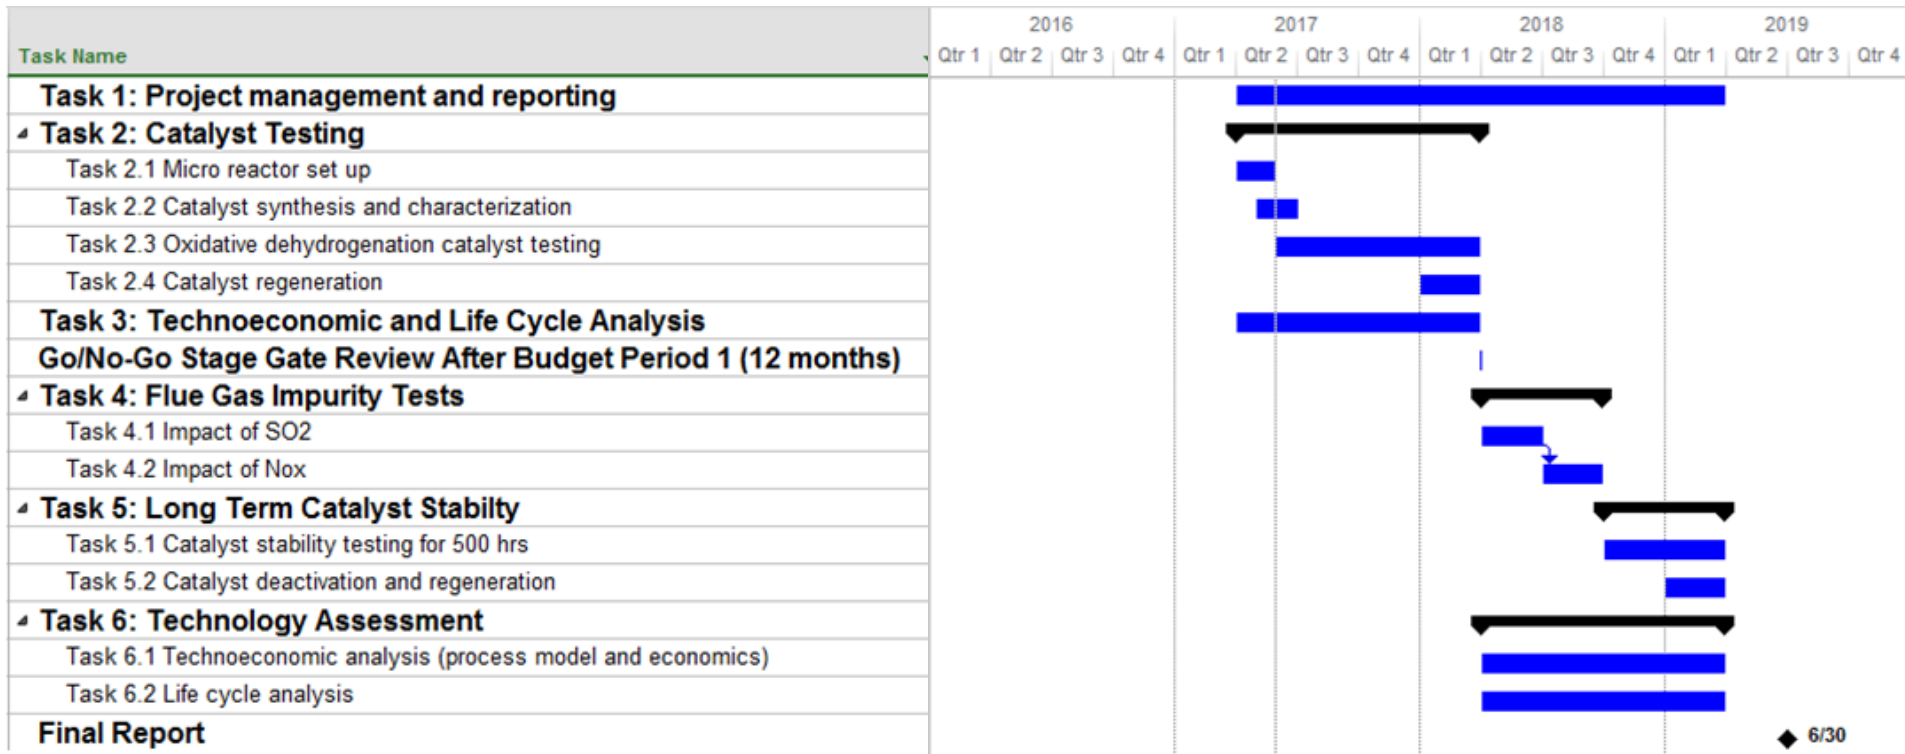 2016 2017 2018 2019
Task Name Qtr 1 Qtr 2 Qtr 3 Qtr 4 Qtr 1 Qtr 2 Qtr 3 Qtr 4 Qtr 1 Qtr 2 Qtr 3 Qtr 4 Qtr 1 Qtr 2 Qtr 3 Qtr 4
Task 1: Project management and reporting
Task 2: Catalyst Testing
Task 2.1 Micro reactor set up
Task 2.2 Catalyst synthesis and characterization
Task 2.3 Oxidative dehydrogenation catalyst testing
Task 2.4 Catalyst regeneration
Task 3: Technoeconomic and Life Cycle Analysis
Go/No-Go Stage Gate Review After Budget Period 1 (12 months)
Task 4: Flue Gas Impurity Tests
Task 4.1 Impact of SO2
Task 4.2 Impact of Nox
Task 5: Long Term Catalyst Stabilty
Task 5.1 Catalyst stability testing for 500 hrs
Task 5.2 Catalyst deactivation and regeneration
Task 6: Technology Assessment
Task 6.1 Technoeconomic analysis (process model and economics)
Task 6.2 Life cycle analysis
Final Report 6/30